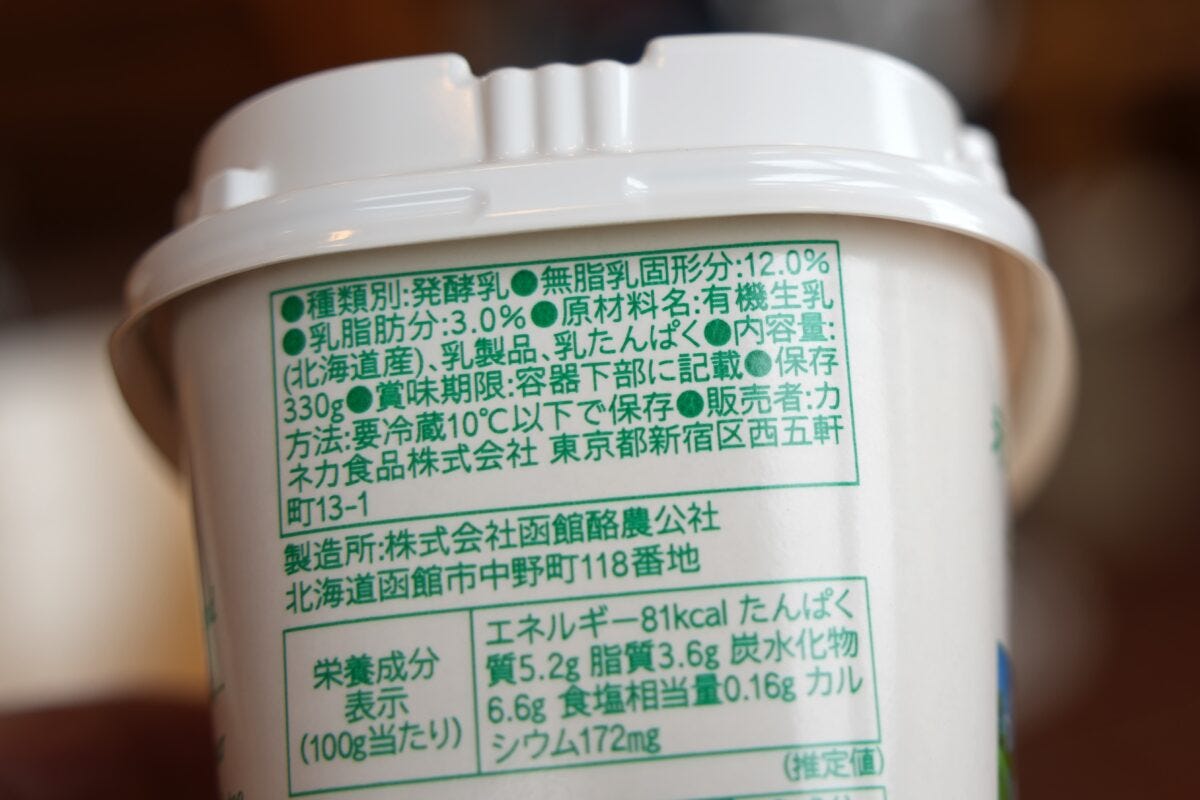 ●種類別:発酵乳●無脂乳固形分:12.0%
●乳脂肪分:3.0%●原材料名:有機生乳
(北海道産)、乳製品、乳たんぱく●内容量:
330g●賞味期限:容器下部に記載●保存
方法:要冷蔵10℃以下で保存●販売者:カ
ネカ食品株式会社 東京都新宿区西五軒
町13-1
製造所:株式会社函館酪農公社
北海道函館市中野町118番地
栄養成分
表示
(100g当たり)
エネルギー81kcal たんぱく
質5.2g 脂質3.6g 炭水化物
6.6g 食塩相当量0.16g カル
シウム172mg
(推定値)